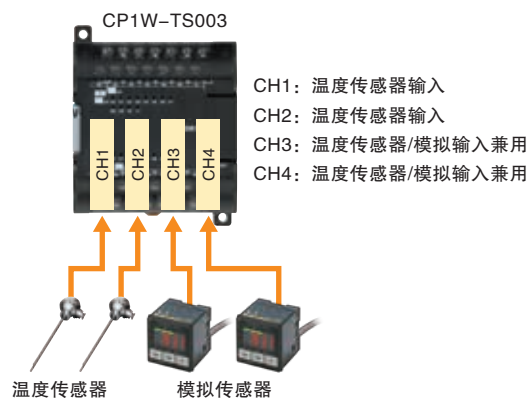 CP1W-TS003
CH1：温度传感器输入
CH2：温度传感器输入
CH3：温度传感器/模拟输入兼用
CH4：温度传感器/模拟输入兼用
CH1
CH2
CH3
CH4
温度传感器
模拟传感器